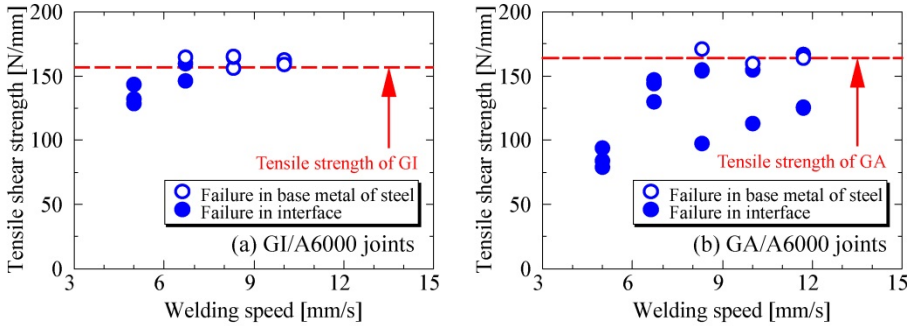 Tensile shear strength [N/mm]
200
150
100
50
0
Tensile strength of GI
Failure in base metal of steel
Failure in interface
(a) GI/A6000 joints
3 6 9 12 15
Welding speed [mm/s]
Tensile shear strength [N/mm]
200
150
100
50
0
Tensile strength of GA
Failure in base metal of steel
Failure in interface
(b) GA/A6000 joints
3 6 9 12 15
Welding speed [mm/s]